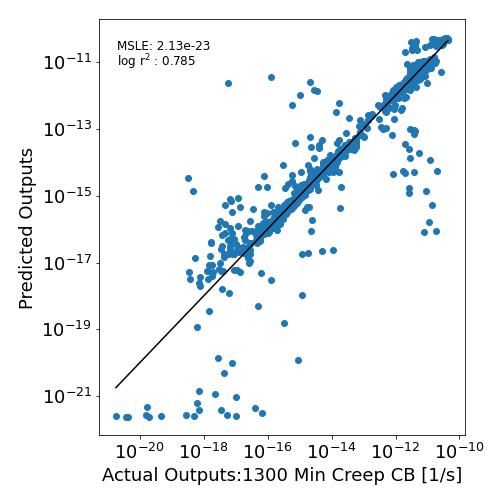 MSLE: 2.13e-23
log r² : 0.785
10⁻¹¹
10⁻¹³
10⁻¹⁵
10⁻¹⁷
10⁻¹⁹
10⁻²¹
Predicted Outputs
10⁻²⁰ 10⁻¹⁸ 10⁻¹⁶ 10⁻¹⁴ 10⁻¹² 10⁻¹⁰
Actual Outputs:1300 Min Creep CB [1/s]